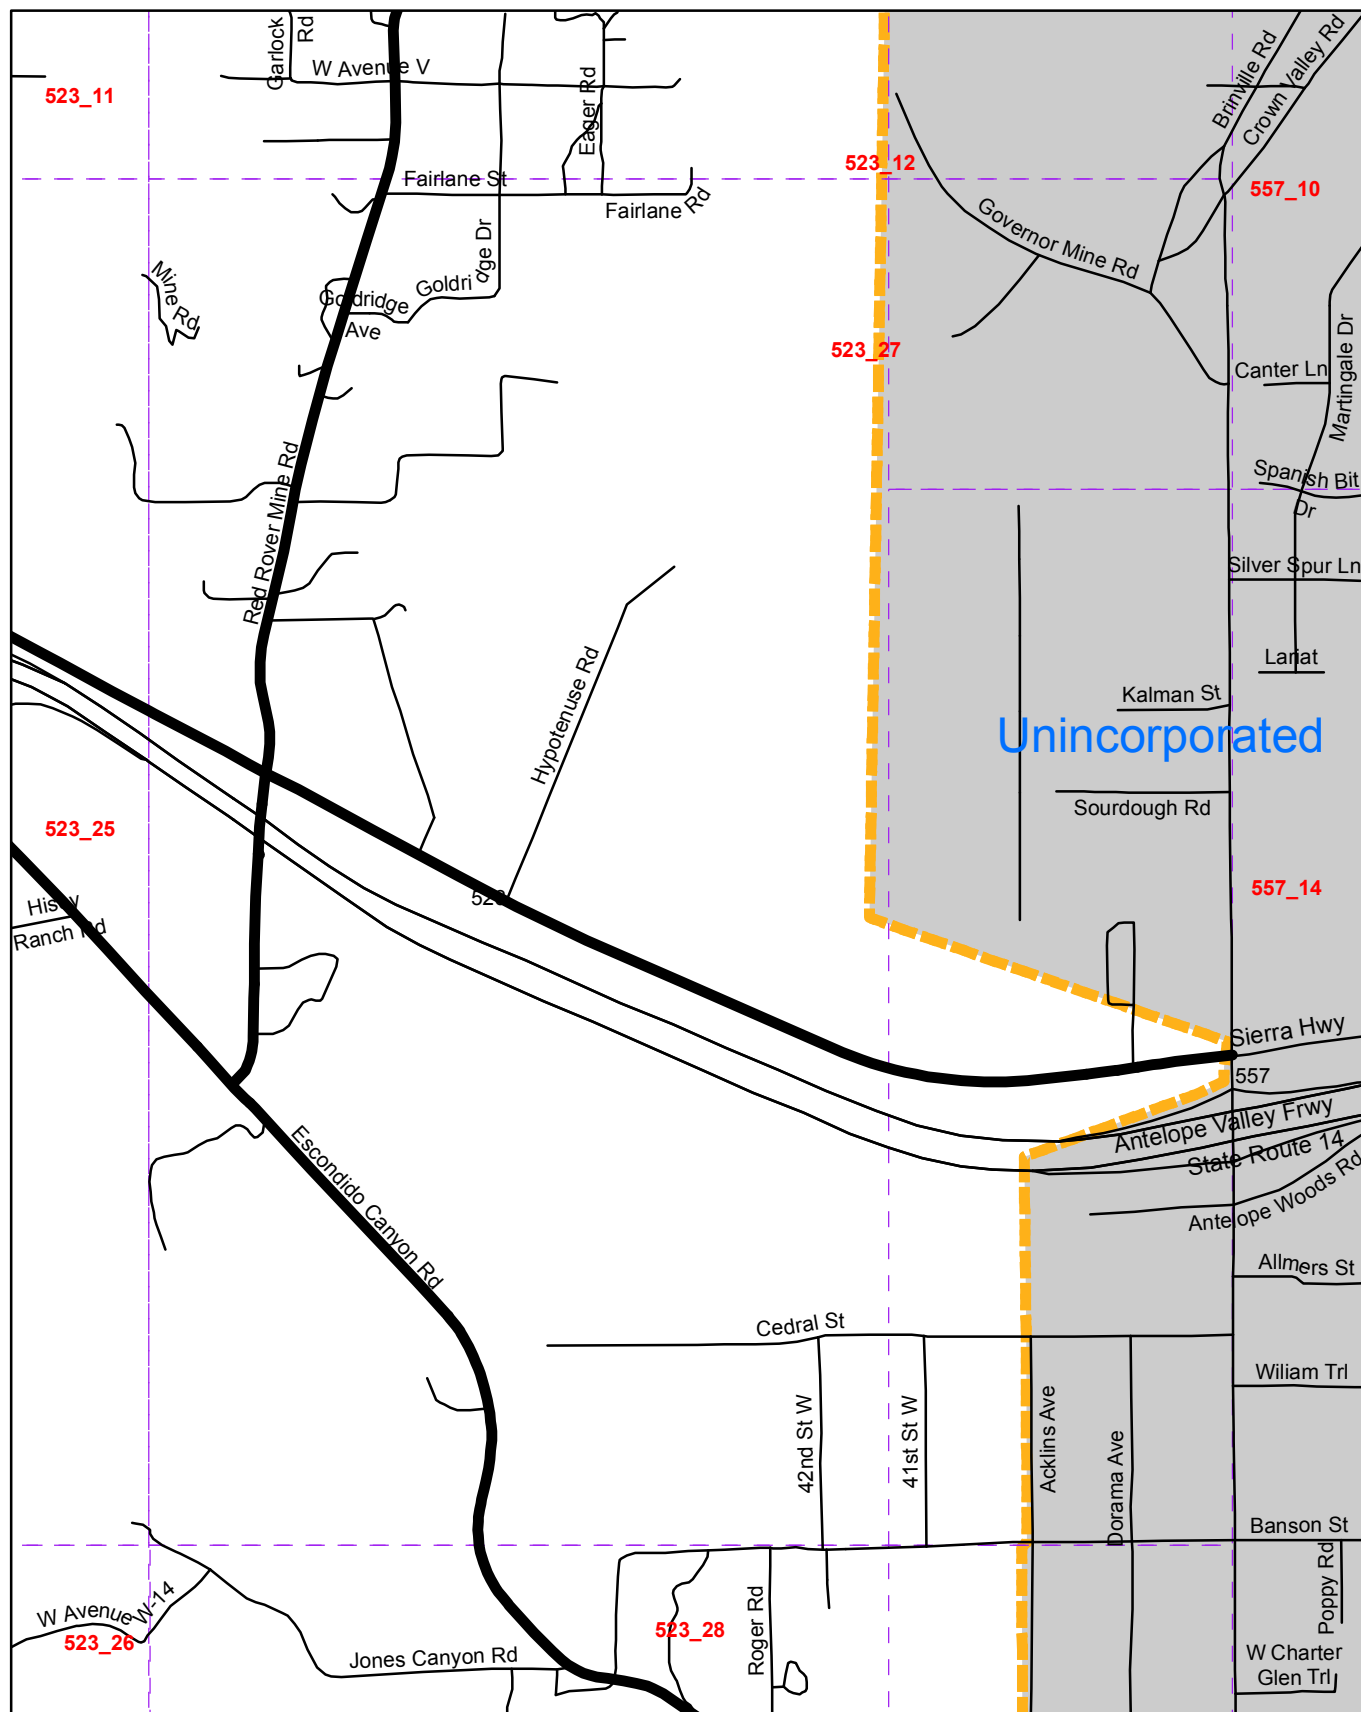 Garlock
Rd
W Avenue V
Eager Rd
Brinville Rd
Crown Valley Rd
523_11
523_12
557_10
Fairlane St
Fairlane Rd
Governor Mine Rd
Mine Rd
Goldri
dge Dr
Goldridge
Ave
523_27
Canter Ln
Martingale Dr
Red Rover Mine Rd
Spanish Bit
Dr
Silver Spur Ln
Lariat
Kalman St
Hypotenuse Rd
Unincorporated
Sourdough Rd
523_25
557_14
Hisey
Ranch Rd
523
Sierra Hwy
557
Antelope Valley Frwy
State Route 14
Antelope Woods Rd
Escondido Canyon Rd
Allmers St
Cedral St
Wiliam Trl
42nd St W
41st St W
Acklins Ave
Dorama Ave
Banson St
W Avenue W-14
523_26
523_28
Roger Rd
Poppy Rd
Jones Canyon Rd
W Charter
Glen Trl